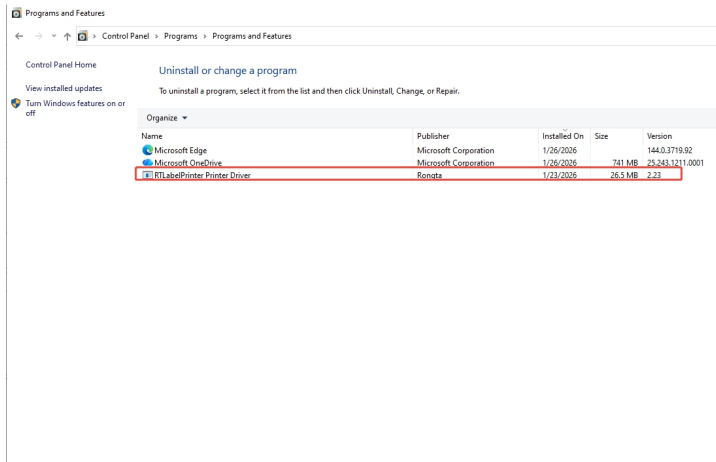 Programs and Features
Control Panel > Programs > Programs and Features
Control Panel Home
View installed updates
Turn Windows features on or
off
Uninstall or change a program
To uninstall a program, select it from the list and then click Uninstall, Change, or Repair.
Organize
Name Publisher Installed On Size Version
Microsoft Edge Microsoft Corporation 1/26/2026 144.0.3719.92
Microsoft OneDrive Microsoft Corporation 1/26/2026 741 MB 25.243.1211.0001
RTLabelPrinter Printer Driver Rongta 1/23/2026 26.5 MB 2.23